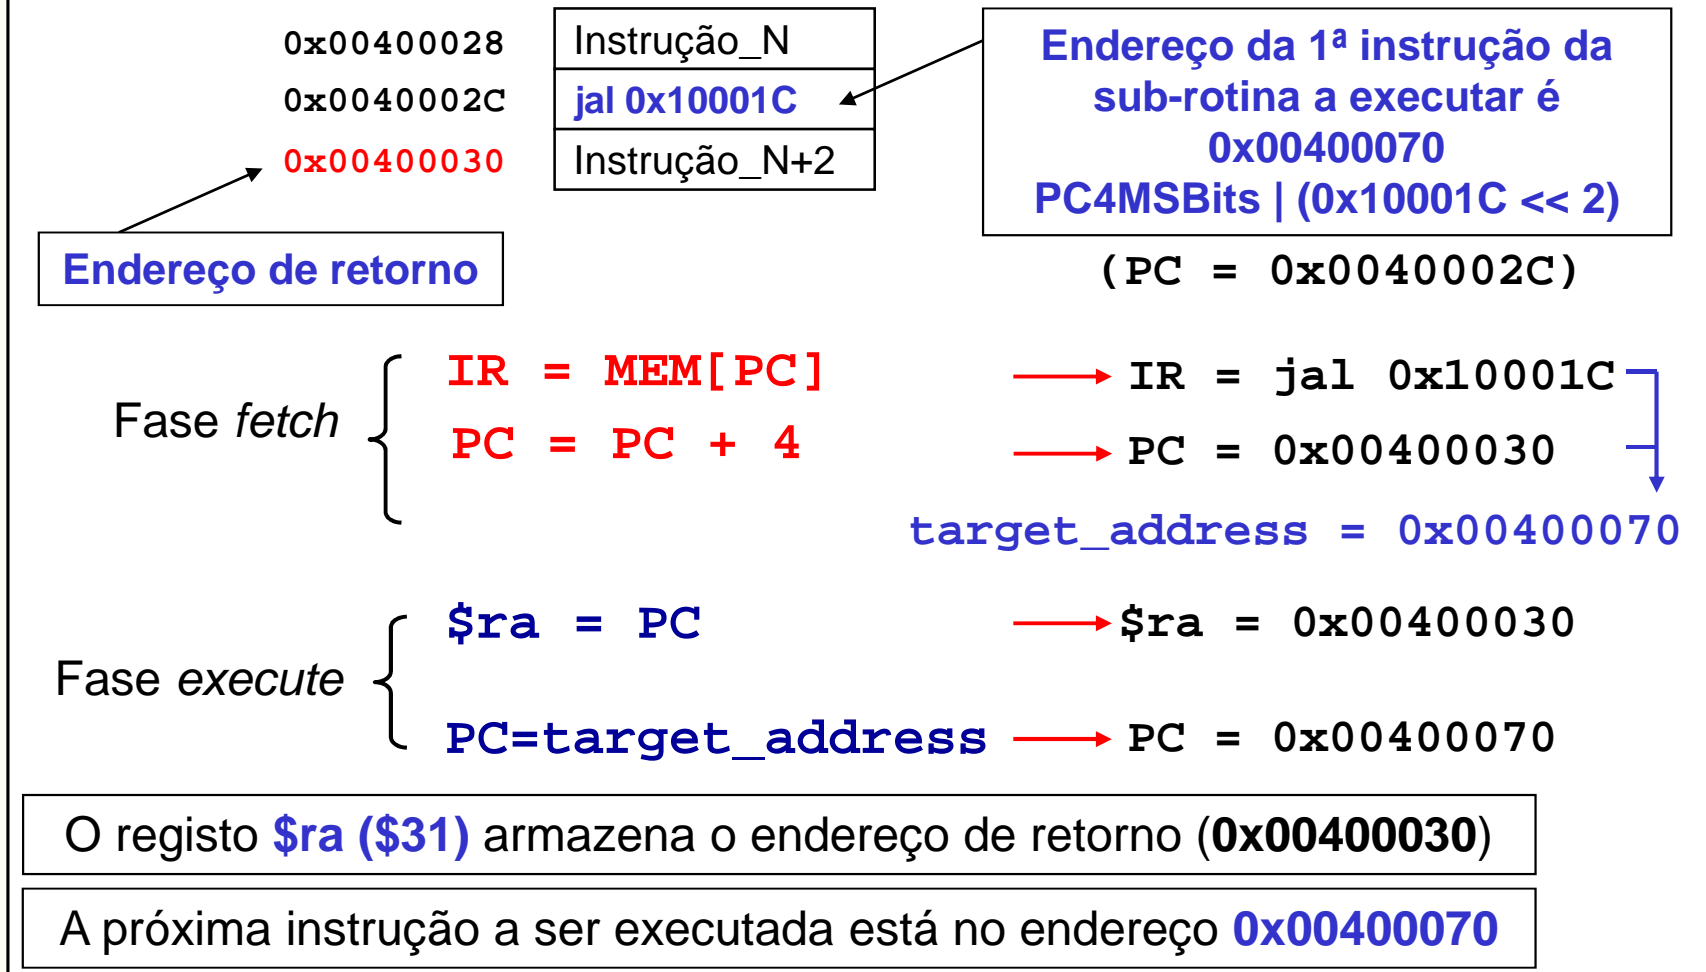 0x00400028 Instrução_N
0x0040002C jal 0x10001C
0x00400030 Instrução_N+2
Endereço da 1ª instrução da
sub-rotina a executar é
0x00400070
PC4MSBits | (0x10001C << 2)
Endereço de retorno
(PC = 0x0040002C)
Fase fetch
IR = MEM[PC] IR = jal 0x10001C
PC = PC + 4 PC = 0x00400030
target_address = 0x00400070
Fase execute
$ra = PC $ra = 0x00400030
PC=target_address PC = 0x00400070
O registo $ra ($31) armazena o endereço de retorno (0x00400030)
A próxima instrução a ser executada está no endereço 0x00400070